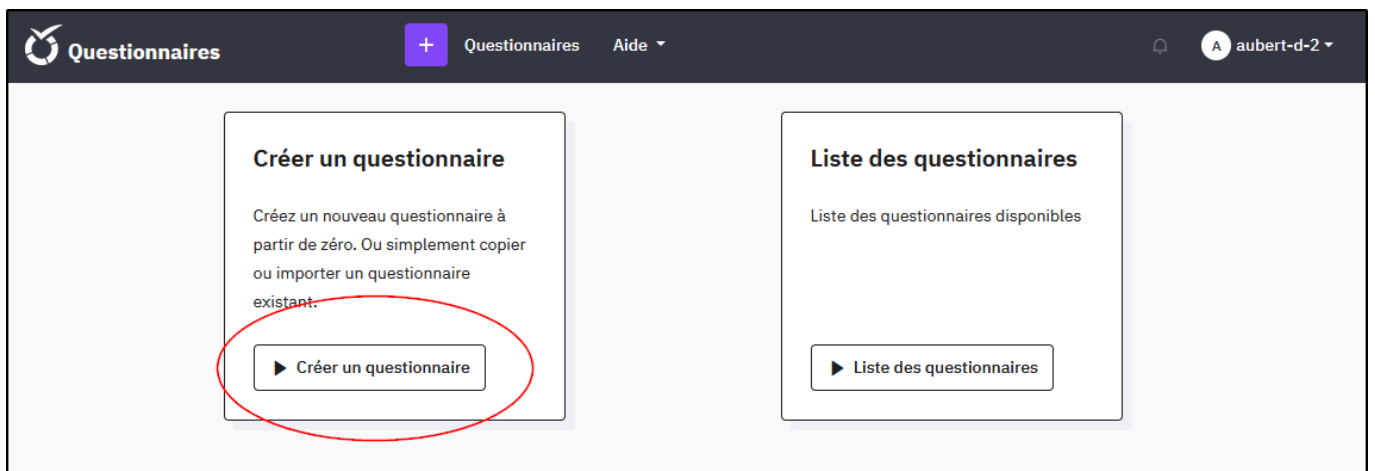 Questionnaires
+ Questionnaires Aide
A aubert-d-2
Créer un questionnaire
Créez un nouveau questionnaire à
partir de zéro. Ou simplement copier
ou importer un questionnaire
existant.
Créer un questionnaire
Liste des questionnaires
Liste des questionnaires disponibles
Liste des questionnaires